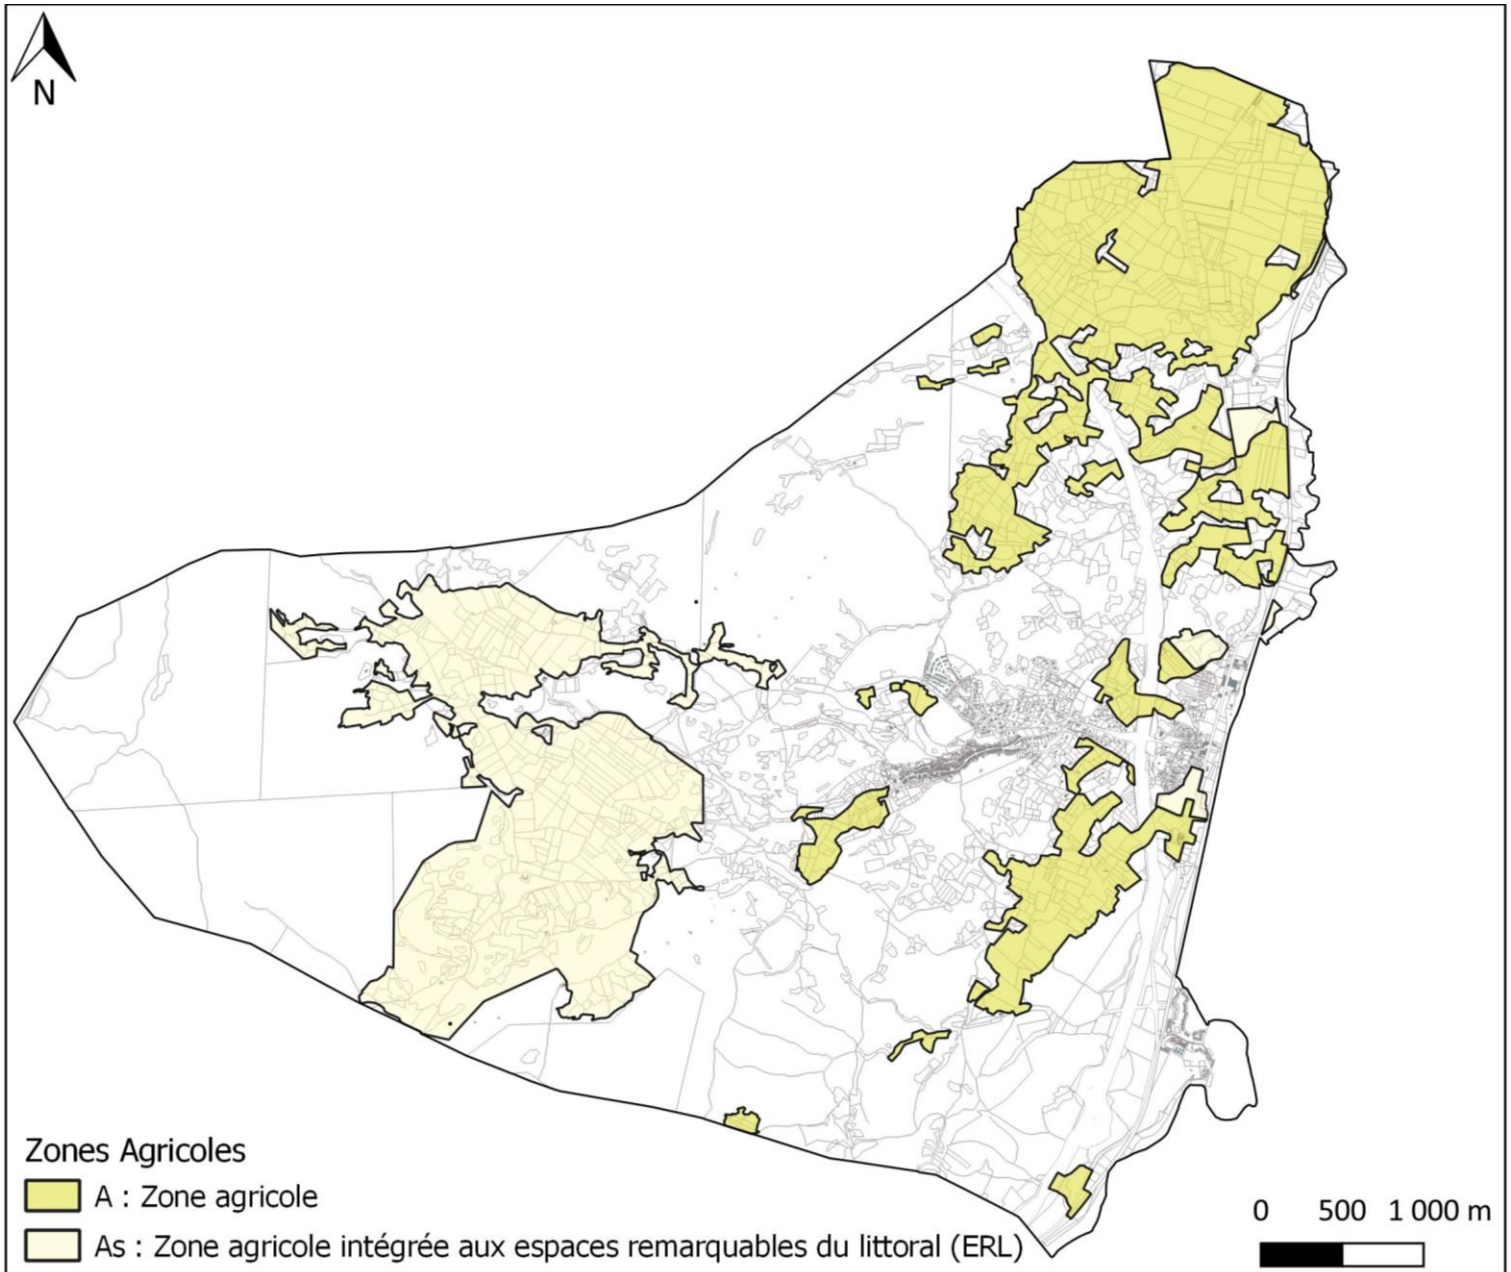 N
Zones Agricoles
A : Zone agricole
As : Zone agricole intégrée aux espaces remarquables du littoral (ERL)
0 500 1 000 m